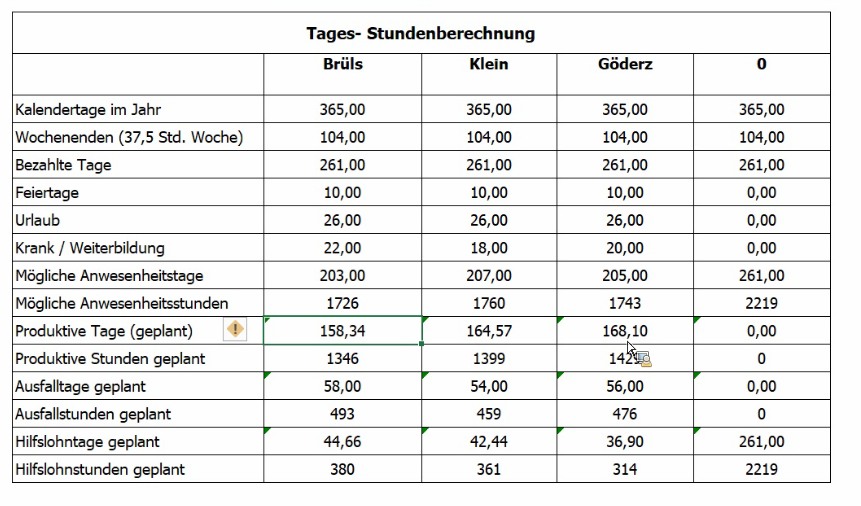 Tages- Stundenberechnung
Brüls Klein Göderz 0
Kalendertage im Jahr 365,00 365,00 365,00 365,00
Wochenenden (37,5 Std. Woche) 104,00 104,00 104,00 104,00
Bezahlte Tage 261,00 261,00 261,00 261,00
Feiertage 10,00 10,00 10,00 0,00
Urlaub 26,00 26,00 26,00 0,00
Krank / Weiterbildung 22,00 18,00 20,00 0,00
Mögliche Anwesenheitstage 203,00 207,00 205,00 261,00
Mögliche Anwesenheitsstunden 1726 1760 1743 2219
Produktive Tage (geplant) 158,34 164,57 168,10 0,00
Produktive Stunden geplant 1346 1399 0
Ausfalltage geplant 58,00 54,00 56,00 0,00
Ausfallstunden geplant 493 459 476 0
Hilfslohntage geplant 44,66 42,44 36,90 261,00
Hilfslohnstunden geplant 380 361 314 2219